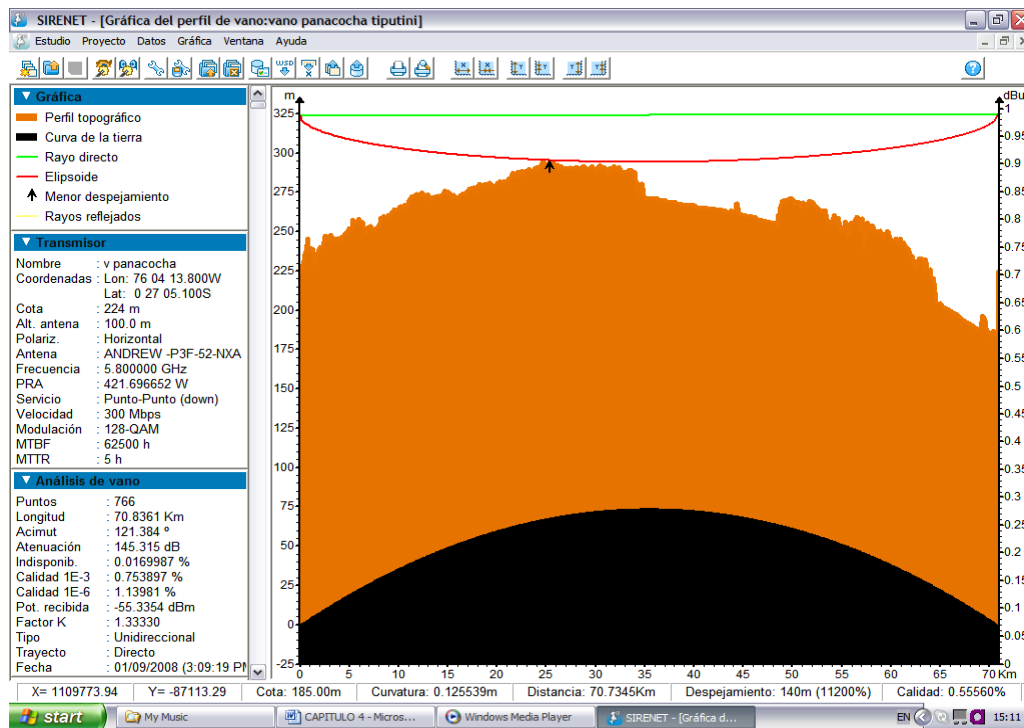 SIRENET - [Gráfica del perfil de vano:vano panacocha tiputini]
Estudio Proyecto Datos Gráfica Ventana Ayuda
Gráfica
Perfil topográfico
Curva de la tierra
Rayo directo
Elipsoide
Menor despejamiento
Rayos reflejados
Transmisor
Nombre : v panacocha
Coordenadas : Lon: 76 04 13.800W
Lat: 0 27 05.100S
Cota : 224 m
Alt. antena : 100.0 m
Polariz. : Horizontal
Antena : ANDREW -P3F-52-NXA
Frecuencia : 5.800000 GHz
PRA : 421.696652 W
Servicio : Punto-Punto (down)
Velocidad : 300 Mbps
Modulación : 128-QAM
MTBF : 62500 h
MTTR : 5 h
Análisis de vano
Puntos : 766
Longitud : 70.8361 Km
Acimut : 121.384 º
Atenuación : 145.315 dB
Indisponib. : 0.0169987 %
Calidad 1E-3 : 0.753897 %
Calidad 1E-6 : 1.13981 %
Pot. recibida : -55.3354 dBm
Factor K : 1.33330
Tipo : Unidireccional
Trayecto : Directo
Fecha : 01/09/2008 (3:09:19 PM
m
325
300
275
250
225
200
175
150
125
100
75
50
25
0
-25
0 5 10 15 20 25 30 35 40 45 50 55 60 65 70 Km
dBu
1
0.95
0.9
0.85
0.8
0.75
0.7
0.65
0.6
0.55
0.5
0.45
0.4
0.35
0.3
0.25
0.2
0.15
0.1
0.05
0
X= 1109773.94 Y= -87113.29 Cota: 185.00m Curvatura: 0.125539m Distancia: 70.7345Km Despejamiento: 140m (11200%) Calidad: 0.55560%
start My Music CAPITULO 4 - Micros... Windows Media Player SIRENET - [Gráfica d... EN 15:11